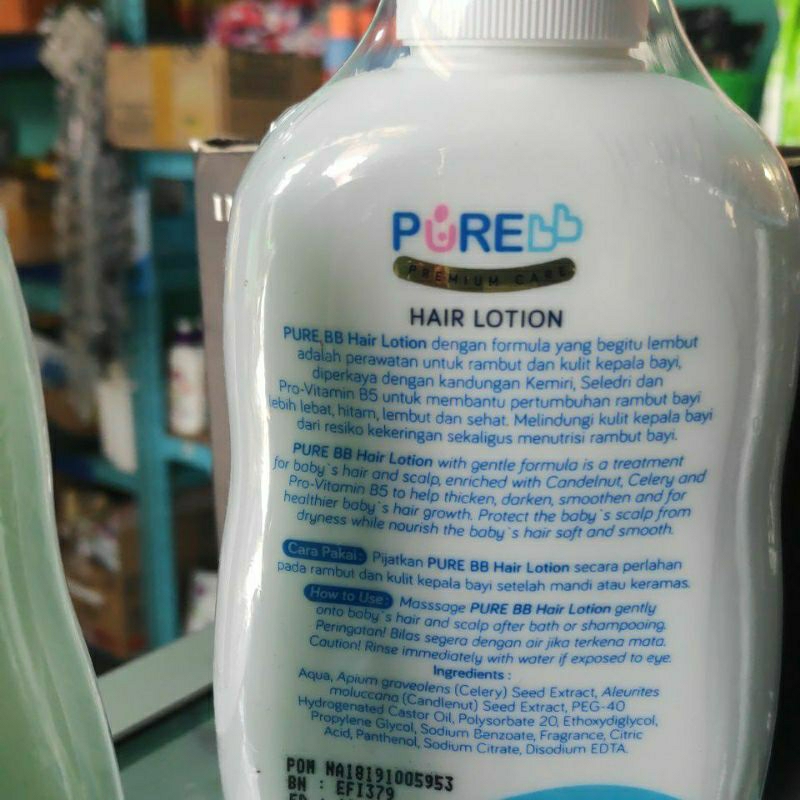 PUREBB
PREMIUM CARE
HAIR LOTION
PURE BB Hair Lotion dengan formula yang begitu lembut
adalah perawatan untuk rambut dan kulit kepala bayi,
diperkaya dengan kandungan Kemiri, Seledri dan
Pro-Vitamin B5 untuk membantu pertumbuhan rambut bayi
lebih lebat, hitam, lembut dan sehat. Melindungi kulit kepala bayi
dari resiko kekeringan sekaligus menutrisi rambut bayi.
PURE BB Hair Lotion with gentle formula is a treatment
for baby`s hair and scalp, enriched with Candelnut, Celery and
Pro-Vitamin B5 to help thicken, darken, smoothen and for
healthier baby`s hair growth. Protect the baby`s scalp from
dryness while nourish the baby`s hair soft and smooth.
Cara Pakai: Pijatkan PURE BB Hair Lotion secara perlahan
pada rambut dan kulit kepala bayi setelah mandi atau keramas.
How to Use: Masssage PURE BB Hair Lotion gently
onto baby`s hair and scalp after bath or shampooing.
Peringatan! Bilas segera dengan air jika terkena mata.
Caution! Rinse immediately with water if exposed to eye.
Ingredients :
Aqua, Apium graveolens (Celery) Seed Extract, Aleurites
moluccana (Candlenut) Seed Extract, PEG-40
Hydrogenated Castor Oil, Polysorbate 20, Ethoxydiglycol,
Propylene Glycol, Sodium Benzoate, Fragrance, Citric
Acid, Panthenol, Sodium Citrate, Disodium EDTA.
POM NA18191005953
BN : EFI379